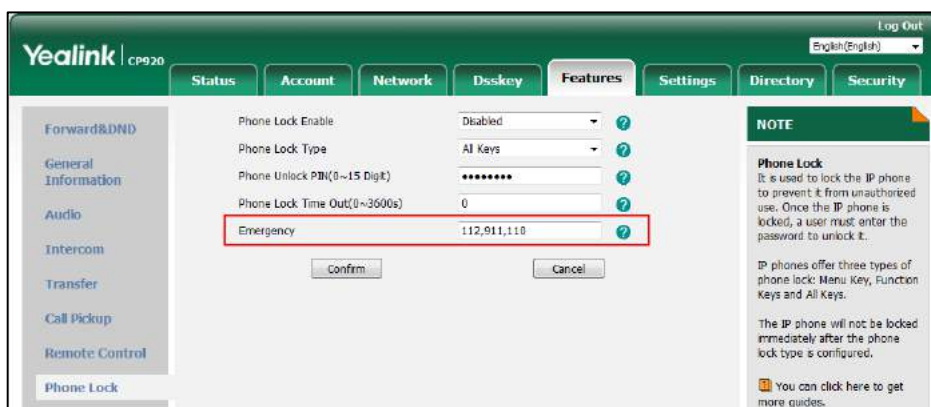 Log Out
Yealink CP920
English(English)
Status Account Network Dsskey Features Settings Directory Security
Forward&DND
General
Information
Audio
Intercom
Transfer
Call Pickup
Remote Control
Phone Lock
Phone Lock Enable Disabled
Phone Lock Type All Keys
Phone Unlock PIN(0~15 Digit) ••••••••
Phone Lock Time Out(0~3600s) 0
Emergency 112,911,110
Confirm Cancel
NOTE
Phone Lock
It is used to lock the IP phone
to prevent it from unauthorized
use. Once the IP phone is
locked, a user must enter the
password to unlock it.
IP phones offer three types of
phone lock: Menu Key, Function
Keys and All Keys.
The IP phone will not be locked
immediately after the phone
lock type is configured.
You can click here to get
more guides.